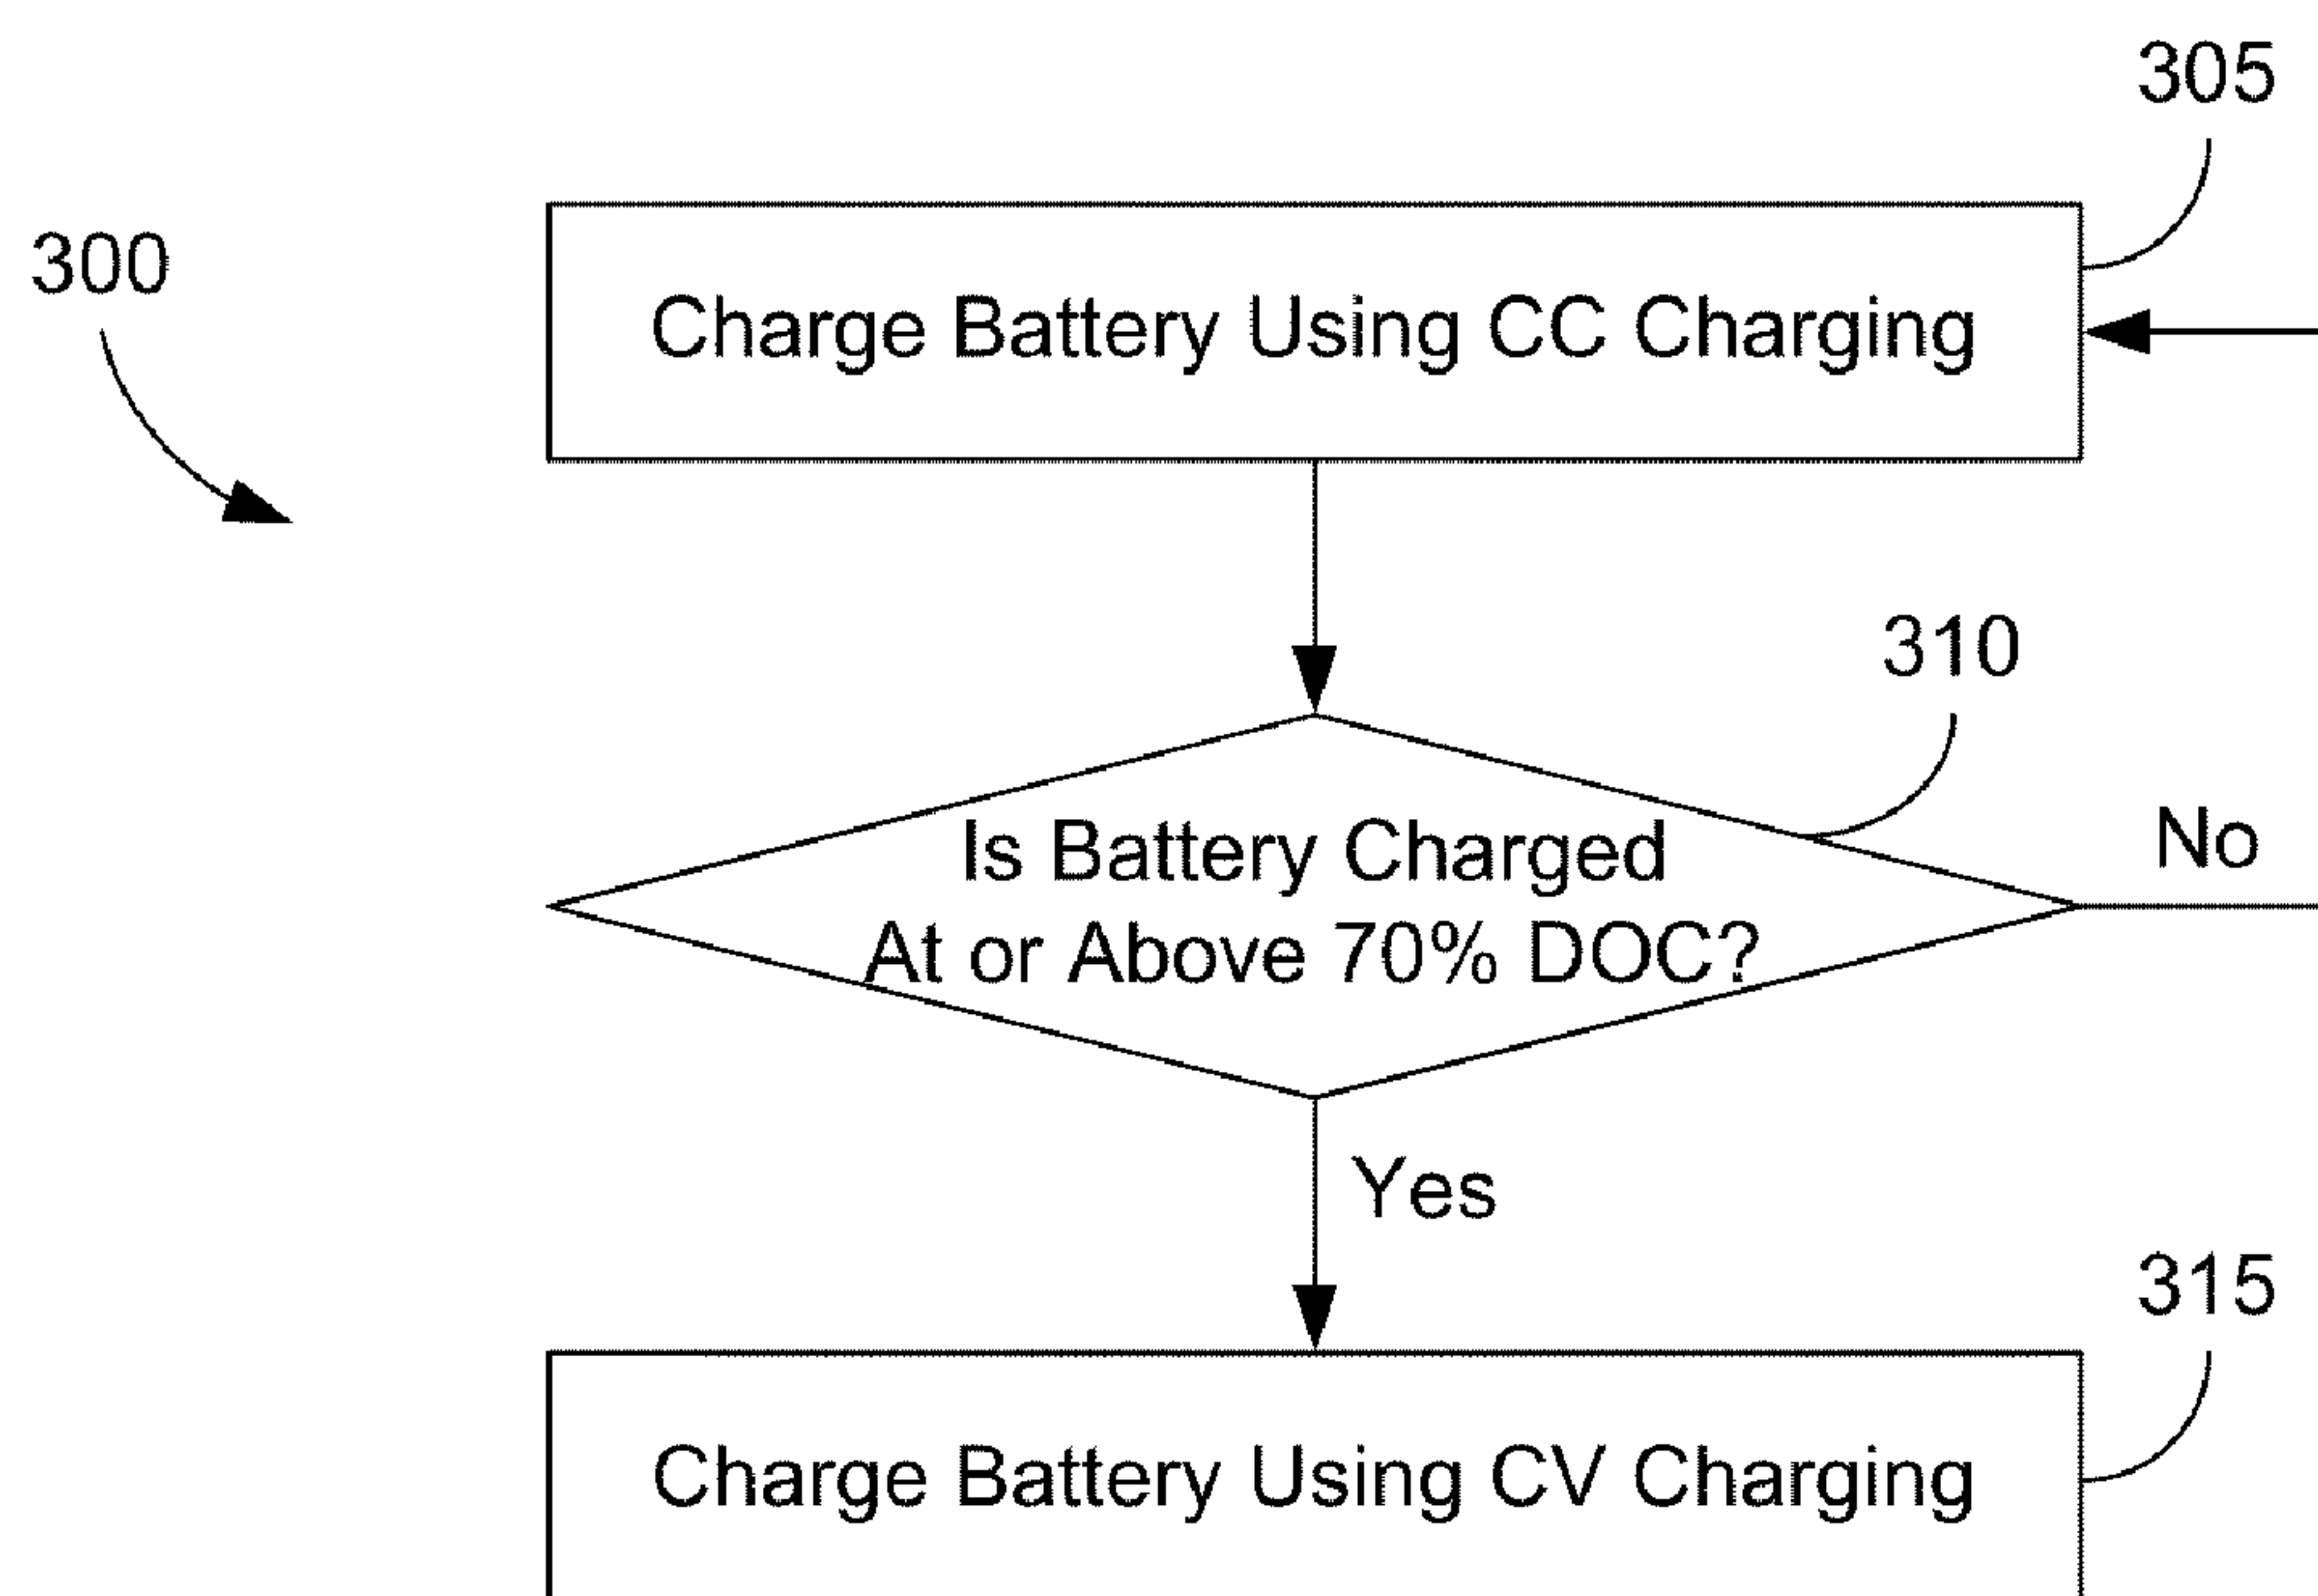 305
300
Charge Battery Using CC Charging
310
Is Battery Charged
At or Above 70% DOC?
No
Yes
315
Charge Battery Using CV Charging